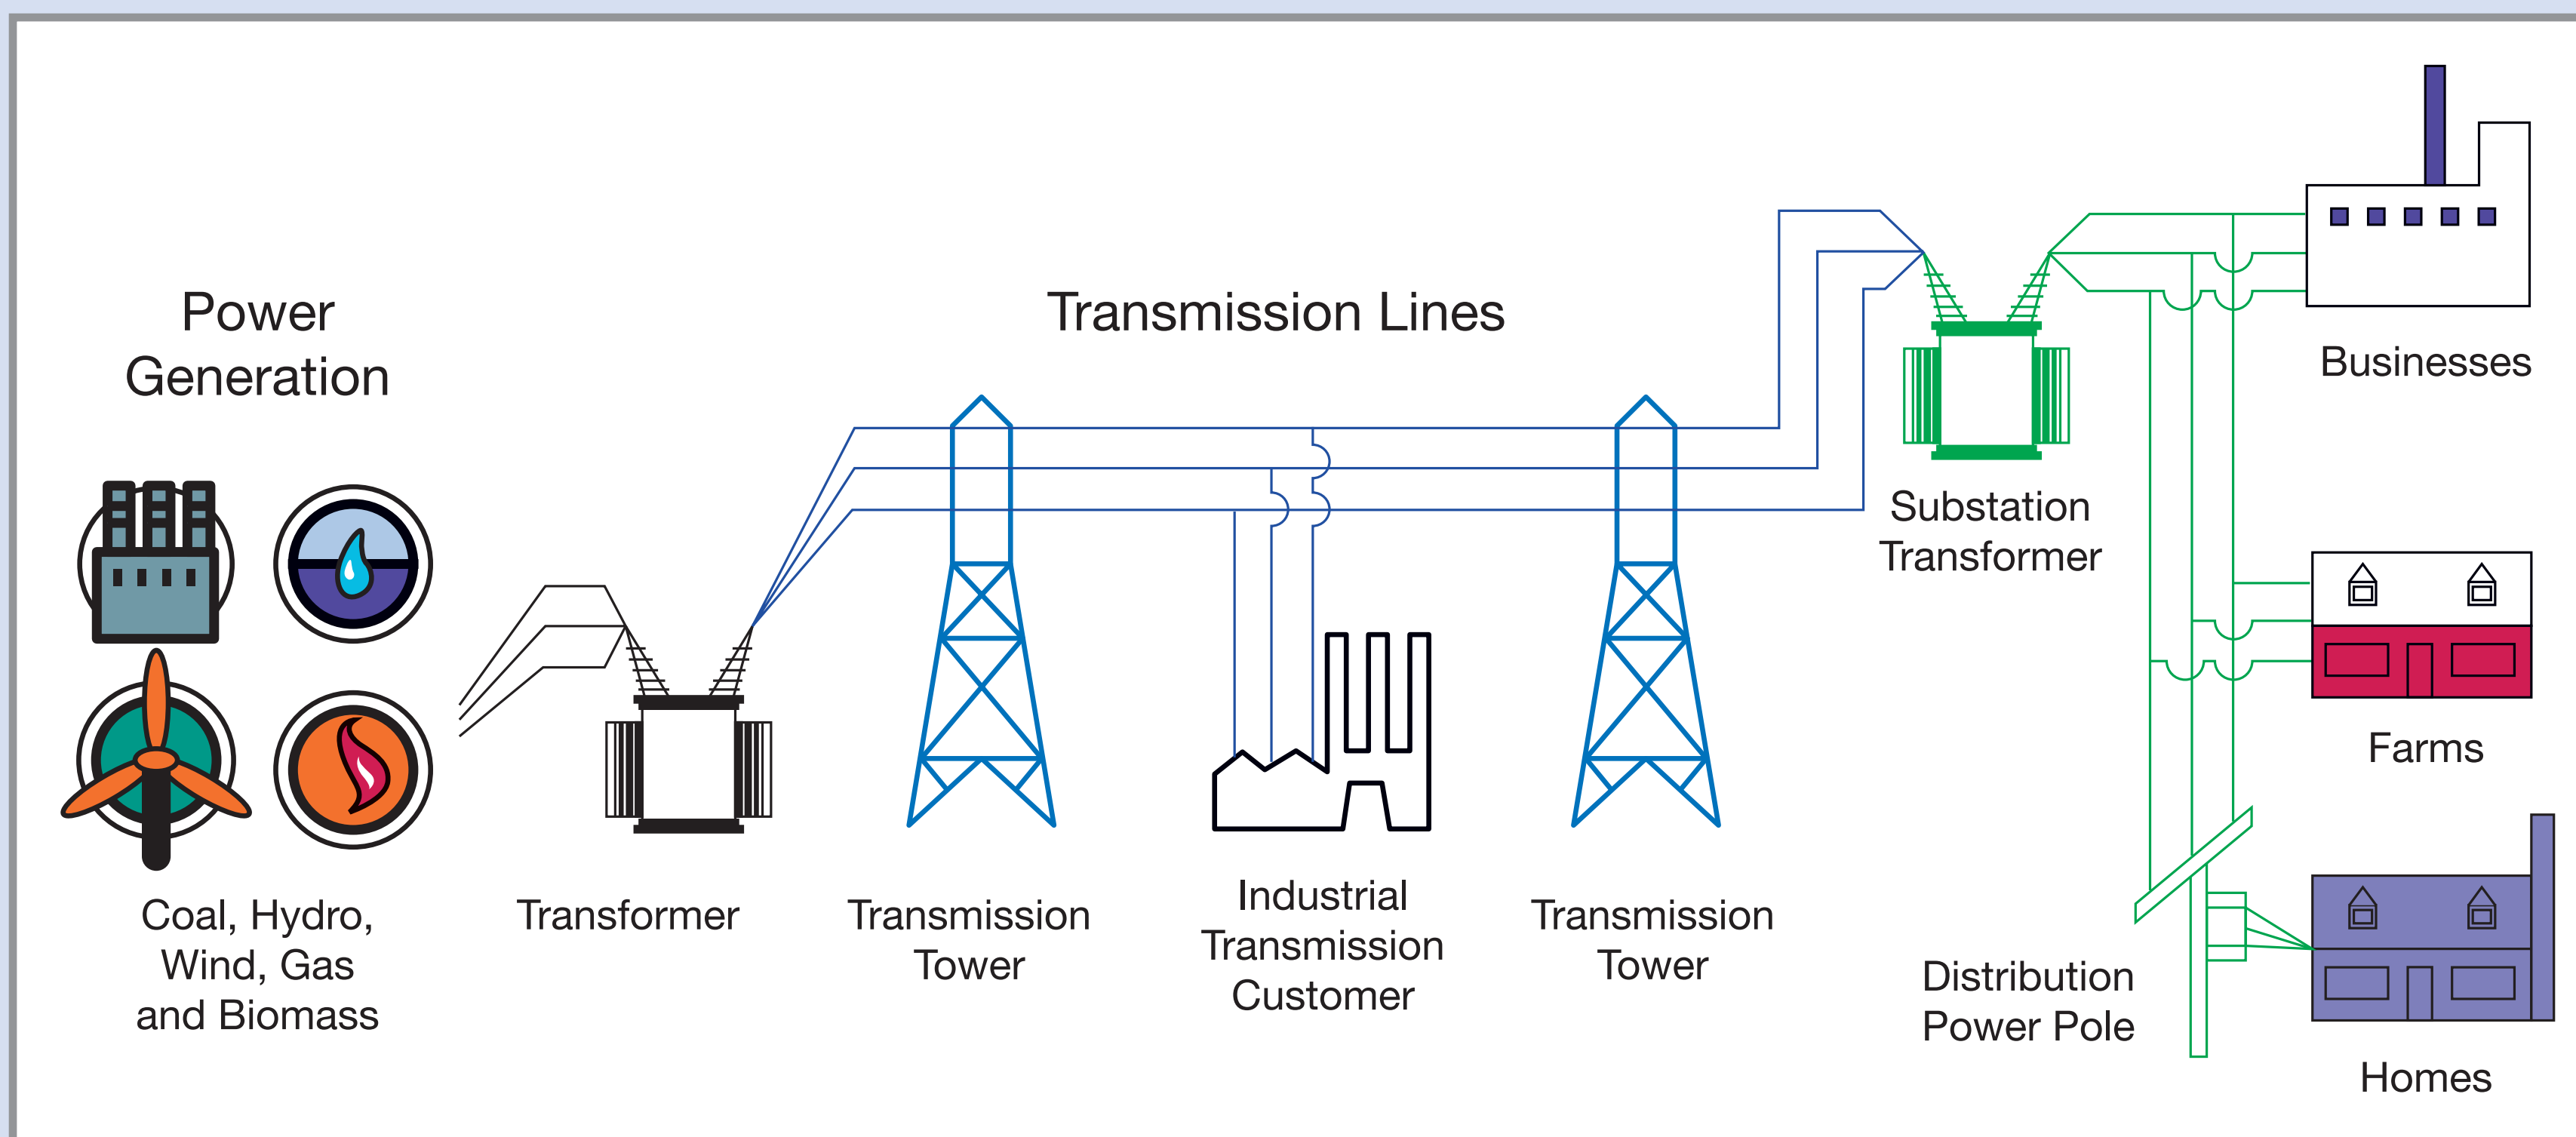 Power
Generation
Transmission Lines
Coal, Hydro,
Wind, Gas
and Biomass
Transformer
Transmission
Tower
Industrial
Transmission
Customer
Transmission
Tower
Substation
Transformer
Distribution
Power Pole
Businesses
Farms
Homes